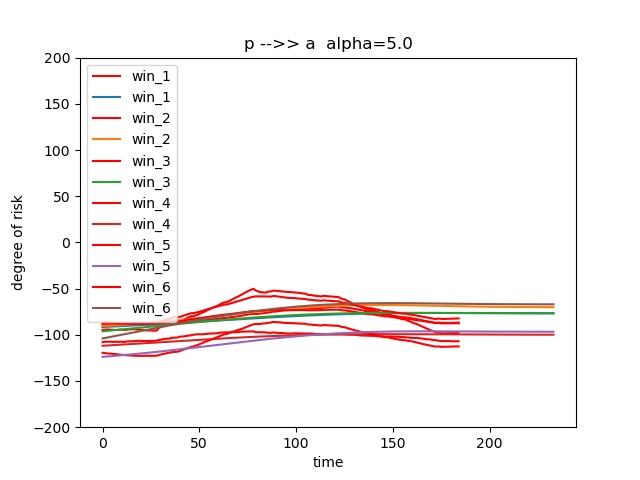 p -->> a  alpha=5.0
200
150
100
50
0
−50
−100
−150
−200
degree of risk
win_1
win_1
win_2
win_2
win_3
win_3
win_4
win_4
win_5
win_5
win_6
win_6
0
50
100
150
200
time